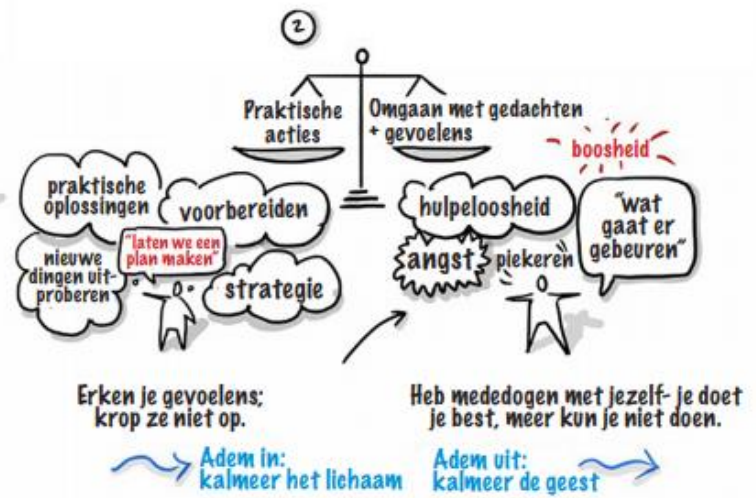 2
Praktische
acties
Omgaan met gedachten
+ gevoelens
praktische
oplossingen
voorbereiden
nieuwe
dingen uit-
proberen
"laten we een
plan maken"
strategie
boosheid
hulpeloosheid
"wat
gaat er
gebeuren"
angst
piekeren
Erken je gevoelens;
krop ze niet op.
Heb mededogen met jezelf- je doet
je best, meer kun je niet doen.
Adem in:
kalmeer het lichaam
Adem uit:
kalmeer de geest